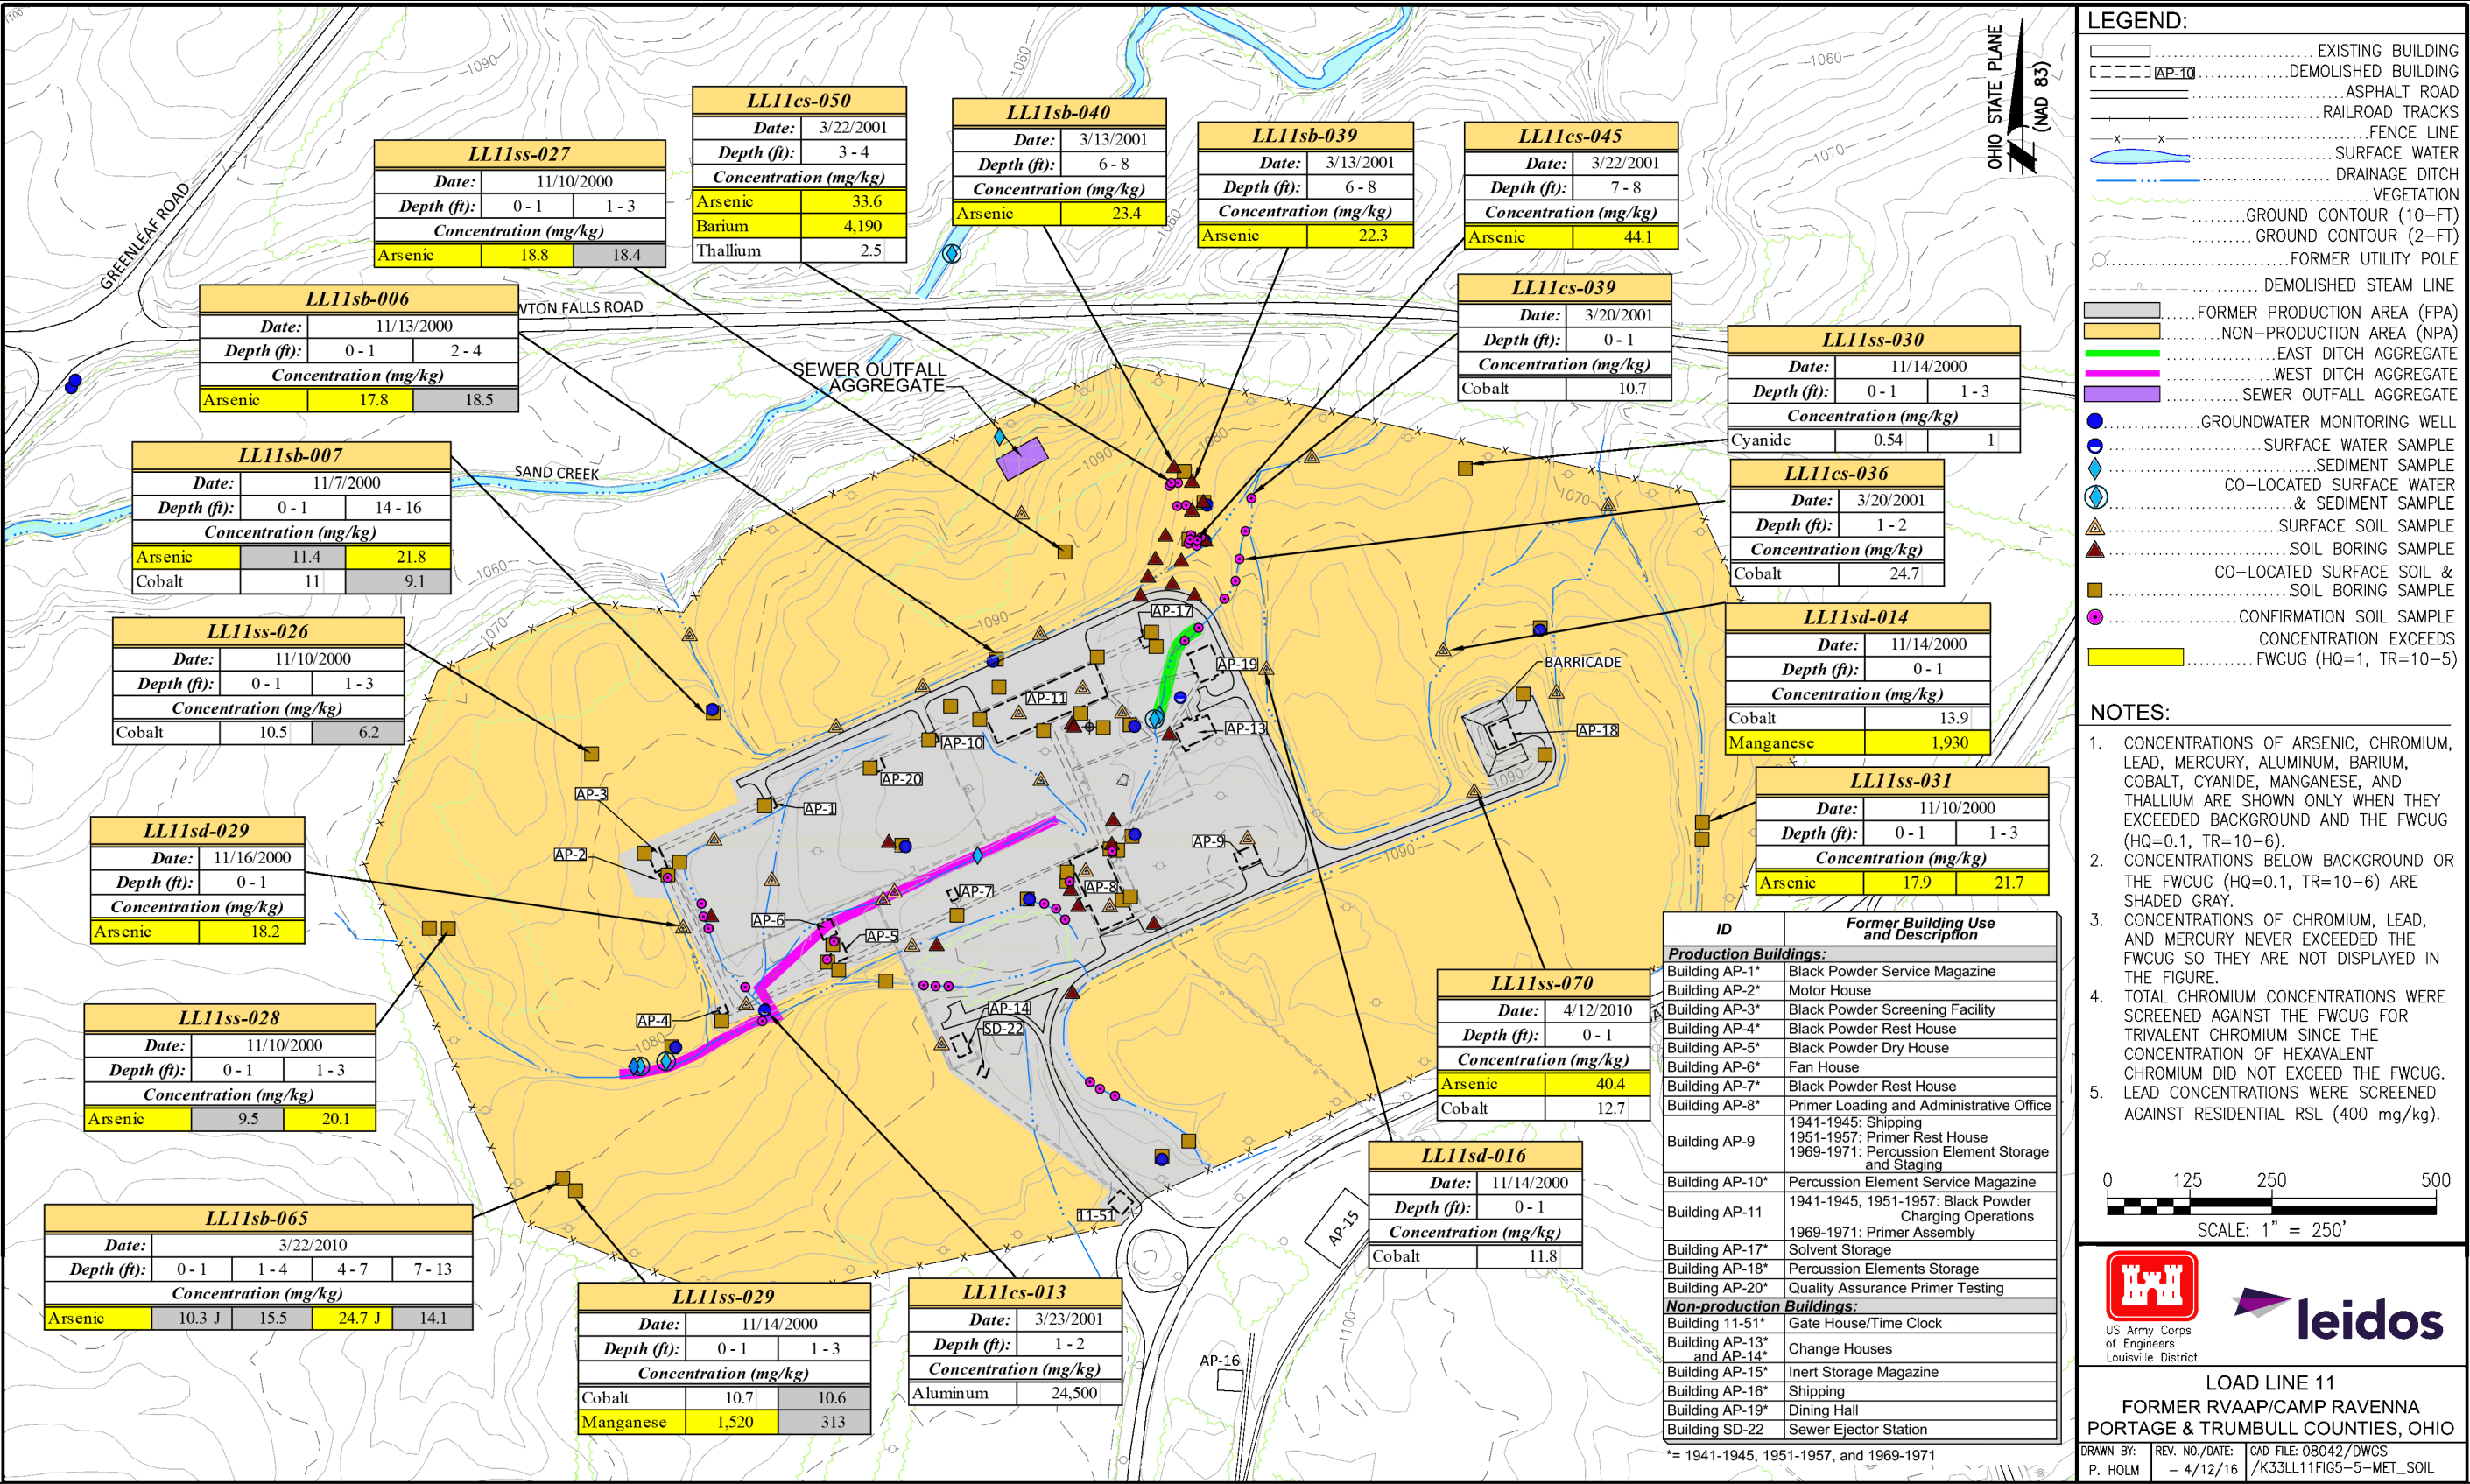 LL11ss-027
Date: 11/10/2000
Depth (ft): 0 - 1 1 - 3
Concentration (mg/kg)
Arsenic 18.8 18.4
LL11cs-050
Date: 3/22/2001
Depth (ft): 3 - 4
Concentration (mg/kg)
Arsenic 33.6
Barium 4,190
Thallium 2.5
LL11sb-040
Date: 3/13/2001
Depth (ft): 6 - 8
Concentration (mg/kg)
Arsenic 23.4
LL11sb-039
Date: 3/13/2001
Depth (ft): 6 - 8
Concentration (mg/kg)
Arsenic 22.3
LL11cs-045
Date: 3/22/2001
Depth (ft): 7 - 8
Concentration (mg/kg)
Arsenic 44.1
LL11cs-039
Date: 3/20/2001
Depth (ft): 0 - 1
Concentration (mg/kg)
Cobalt 10.7
LL11ss-030
Date: 11/14/2000
Depth (ft): 0 - 1 1 - 3
Concentration (mg/kg)
Cyanide 0.54 1
LL11cs-036
Date: 3/20/2001
Depth (ft): 1 - 2
Concentration (mg/kg)
Cobalt 24.7
LL11sd-014
Date: 11/14/2000
Depth (ft): 0 - 1
Concentration (mg/kg)
Cobalt 13.9
Manganese 1,930
LL11ss-031
Date: 11/10/2000
Depth (ft): 0 - 1 1 - 3
Concentration (mg/kg)
Arsenic 17.9 21.7
LL11sb-006
Date: 11/13/2000
Depth (ft): 0 - 1 2 - 4
Concentration (mg/kg)
Arsenic 17.8 18.5
LL11sb-007
Date: 11/7/2000
Depth (ft): 0 - 1 14 - 16
Concentration (mg/kg)
Arsenic 11.4 21.8
Cobalt 11 9.1
LL11ss-026
Date: 11/10/2000
Depth (ft): 0 - 1 1 - 3
Concentration (mg/kg)
Cobalt 10.5 6.2
LL11sd-029
Date: 11/16/2000
Depth (ft): 0 - 1
Concentration (mg/kg)
Arsenic 18.2
LL11ss-028
Date: 11/10/2000
Depth (ft): 0 - 1 1 - 3
Concentration (mg/kg)
Arsenic 9.5 20.1
LL11sb-065
Date: 3/22/2010
Depth (ft): 0 - 1 1 - 4 4 - 7 7 - 13
Concentration (mg/kg)
Arsenic 10.3 J 15.5 24.7 J 14.1
LL11ss-029
Date: 11/14/2000
Depth (ft): 0 - 1 1 - 3
Concentration (mg/kg)
Cobalt 10.7 10.6
Manganese 1,520 313
LL11cs-013
Date: 3/23/2001
Depth (ft): 1 - 2
Concentration (mg/kg)
Aluminum 24,500
LL11sd-016
Date: 11/14/2000
Depth (ft): 0 - 1
Concentration (mg/kg)
Cobalt 11.8
LL11ss-070
Date: 4/12/2010
Depth (ft): 0 - 1
Concentration (mg/kg)
Arsenic 40.4
Cobalt 12.7
GREENLEAF ROAD
WTON FALLS ROAD
SAND CREEK
SEWER OUTFALL
AGGREGATE
BARRICADE
OHIO STATE PLANE
(NAD 83)
1090
1060
1060
1070
1060
1080
1090
1070
1060
1070
1090
1090
1090
1080
1100
AP-17
AP-19
AP-11
AP-13
AP-10
AP-20
AP-18
AP-3
AP-1
AP-2
AP-9
AP-7
AP-8
AP-6
AP-5
AP-4
AP-14
SD-22
11-51
AP-15
AP-16
ID Former Building Use
and Description
Production Buildings:
Building AP-1* Black Powder Service Magazine
Building AP-2* Motor House
Building AP-3* Black Powder Screening Facility
Building AP-4* Black Powder Rest House
Building AP-5* Black Powder Dry House
Building AP-6* Fan House
Building AP-7* Black Powder Rest House
Building AP-8* Primer Loading and Administrative Office
Building AP-9 1941-1945: Shipping
1951-1957: Primer Rest House
1969-1971: Percussion Element Storage
and Staging
Building AP-10* Percussion Element Service Magazine
Building AP-11 1941-1945, 1951-1957: Black Powder
Charging Operations
1969-1971: Primer Assembly
Building AP-17* Solvent Storage
Building AP-18* Percussion Elements Storage
Building AP-20* Quality Assurance Primer Testing
Non-production Buildings:
Building 11-51* Gate House/Time Clock
Building AP-13*
and AP-14* Change Houses
Building AP-15* Inert Storage Magazine
Building AP-16* Shipping
Building AP-19* Dining Hall
Building SD-22 Sewer Ejector Station
*= 1941-1945, 1951-1957, and 1969-1971
LEGEND:
EXISTING BUILDING
AP-10 DEMOLISHED BUILDING
ASPHALT ROAD
RAILROAD TRACKS
x x FENCE LINE
SURFACE WATER
DRAINAGE DITCH
VEGETATION
GROUND CONTOUR (10-FT)
GROUND CONTOUR (2-FT)
FORMER UTILITY POLE
DEMOLISHED STEAM LINE
FORMER PRODUCTION AREA (FPA)
NON-PRODUCTION AREA (NPA)
EAST DITCH AGGREGATE
WEST DITCH AGGREGATE
SEWER OUTFALL AGGREGATE
GROUNDWATER MONITORING WELL
SURFACE WATER SAMPLE
SEDIMENT SAMPLE
CO-LOCATED SURFACE WATER
& SEDIMENT SAMPLE
SURFACE SOIL SAMPLE
SOIL BORING SAMPLE
CO-LOCATED SURFACE SOIL &
SOIL BORING SAMPLE
CONFIRMATION SOIL SAMPLE
CONCENTRATION EXCEEDS
FWCUG (HQ=1, TR=10-5)
NOTES:
1. CONCENTRATIONS OF ARSENIC, CHROMIUM,
LEAD, MERCURY, ALUMINUM, BARIUM,
COBALT, CYANIDE, MANGANESE, AND
THALLIUM ARE SHOWN ONLY WHEN THEY
EXCEEDED BACKGROUND AND THE FWCUG
(HQ=0.1, TR=10-6).
2. CONCENTRATIONS BELOW BACKGROUND OR
THE FWCUG (HQ=0.1, TR=10-6) ARE
SHADED GRAY.
3. CONCENTRATIONS OF CHROMIUM, LEAD,
AND MERCURY NEVER EXCEEDED THE
FWCUG SO THEY ARE NOT DISPLAYED IN
THE FIGURE.
4. TOTAL CHROMIUM CONCENTRATIONS WERE
SCREENED AGAINST THE FWCUG FOR
TRIVALENT CHROMIUM SINCE THE
CONCENTRATION OF HEXAVALENT
CHROMIUM DID NOT EXCEED THE FWCUG.
5. LEAD CONCENTRATIONS WERE SCREENED
AGAINST RESIDENTIAL RSL (400 mg/kg).
0 125 250 500
SCALE: 1" = 250'
US Army Corps
of Engineers
Louisville District
leidos
LOAD LINE 11
FORMER RVAAP/CAMP RAVENNA
PORTAGE & TRUMBULL COUNTIES, OHIO
DRAWN BY: REV. NO./DATE: CAD FILE: 08042/DWGS
P. HOLM - 4/12/16 /K33LL11FIG5-5-MET_SOIL